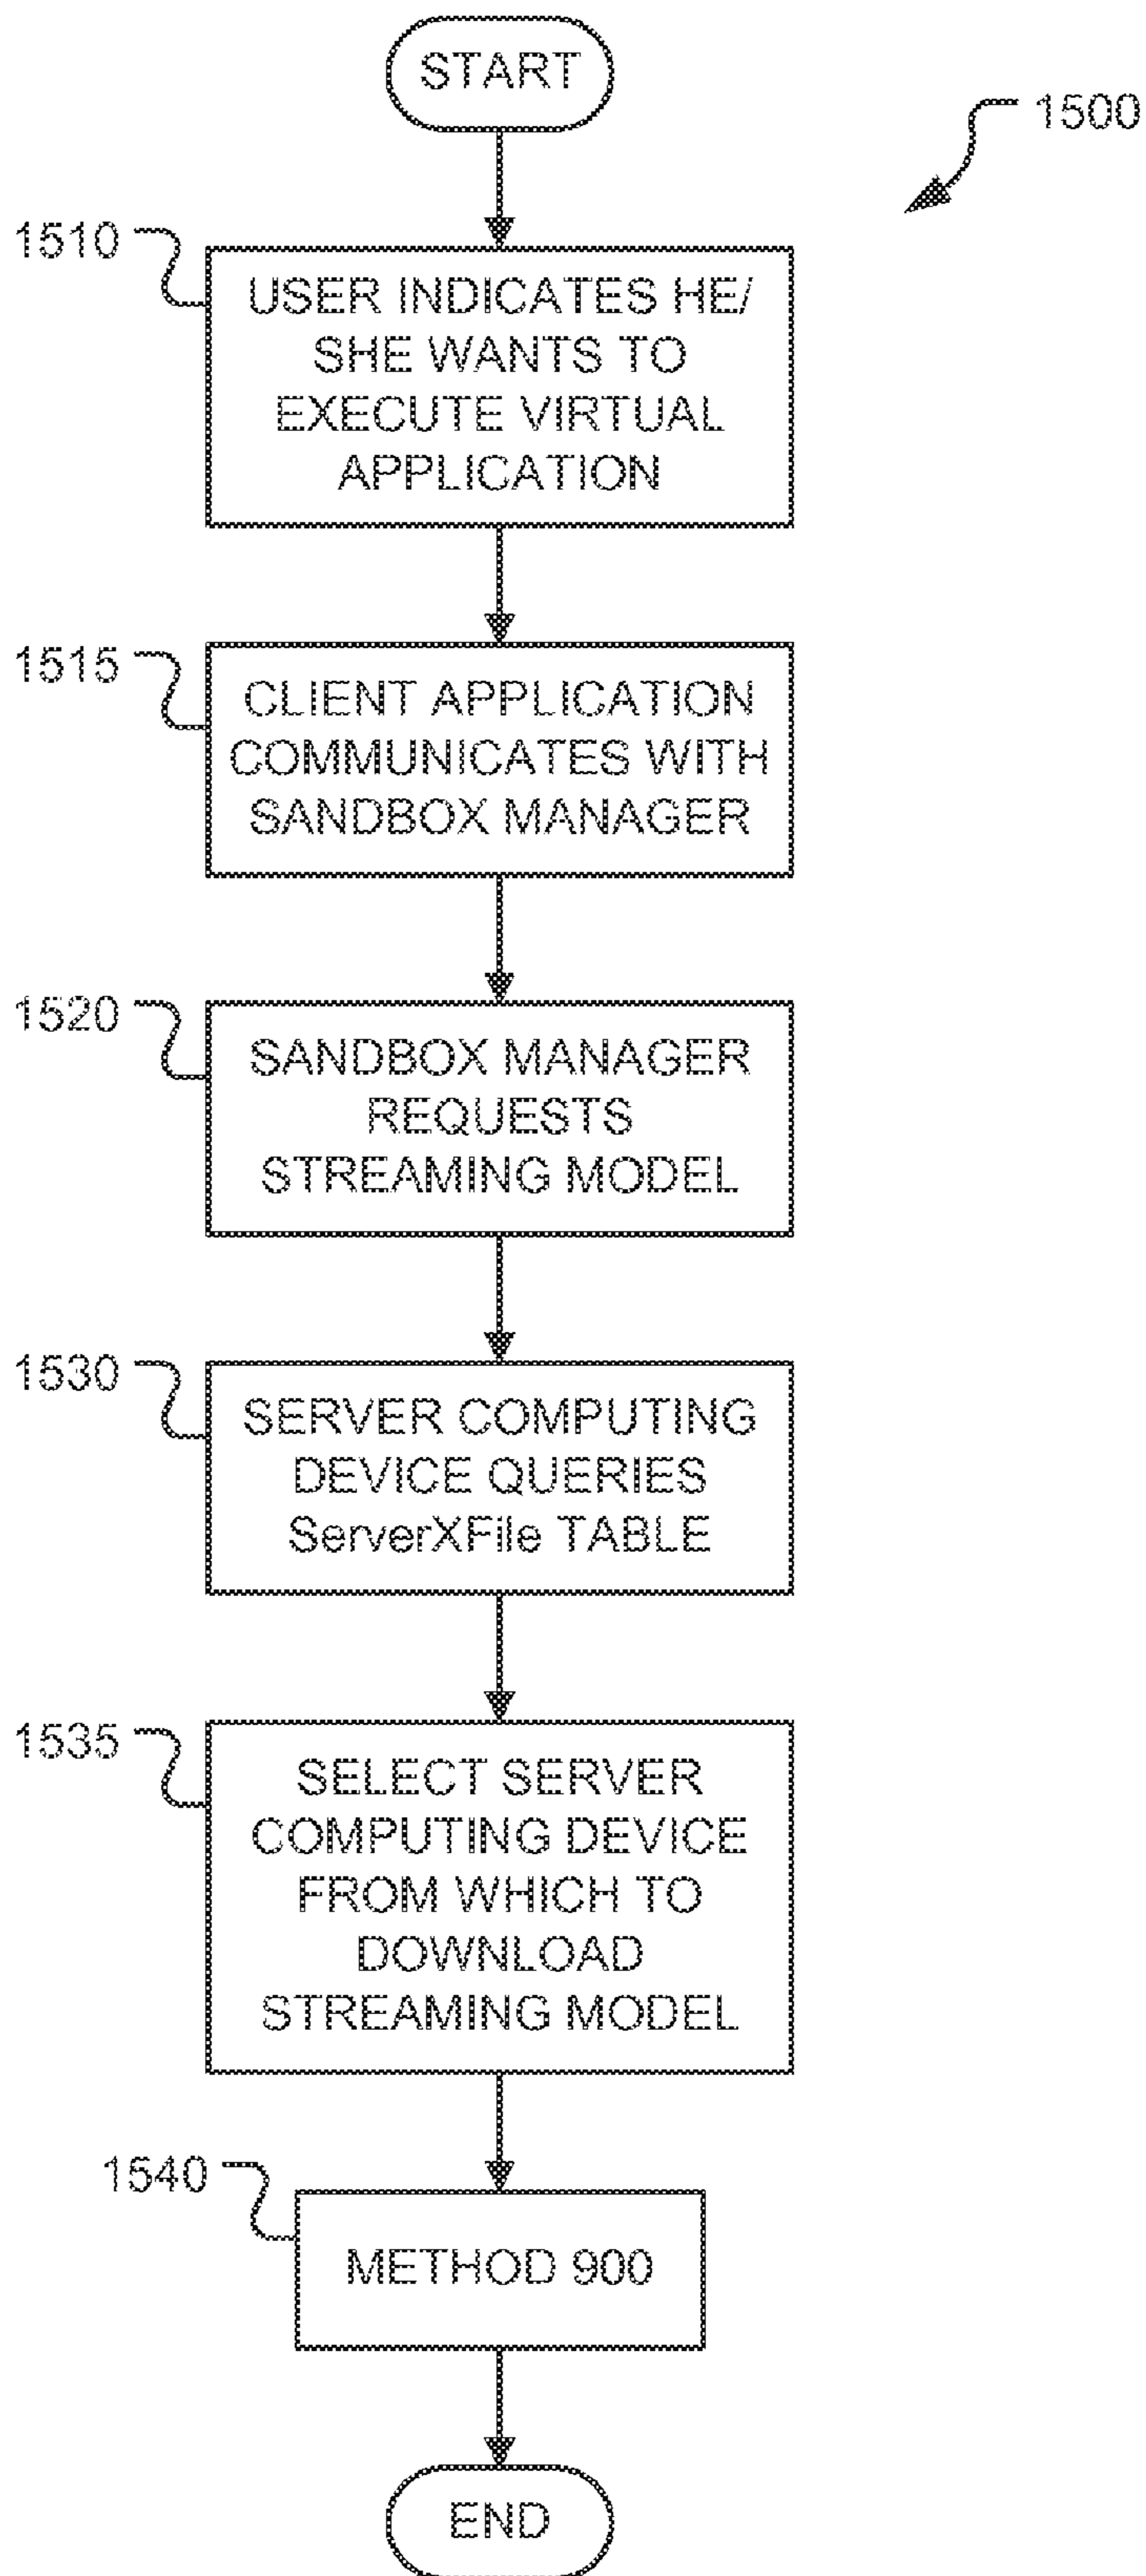 START
1500
1510
USER INDICATES HE/
SHE WANTS TO
EXECUTE VIRTUAL
APPLICATION
1515
CLIENT APPLICATION
COMMUNICATES WITH
SANDBOX MANAGER
1520
SANDBOX MANAGER
REQUESTS
STREAMING MODEL
1530
SERVER COMPUTING
DEVICE QUERIES
ServerXFile TABLE
1535
SELECT SERVER
COMPUTING DEVICE
FROM WHICH TO
DOWNLOAD
STREAMING MODEL
1540
METHOD 900
END